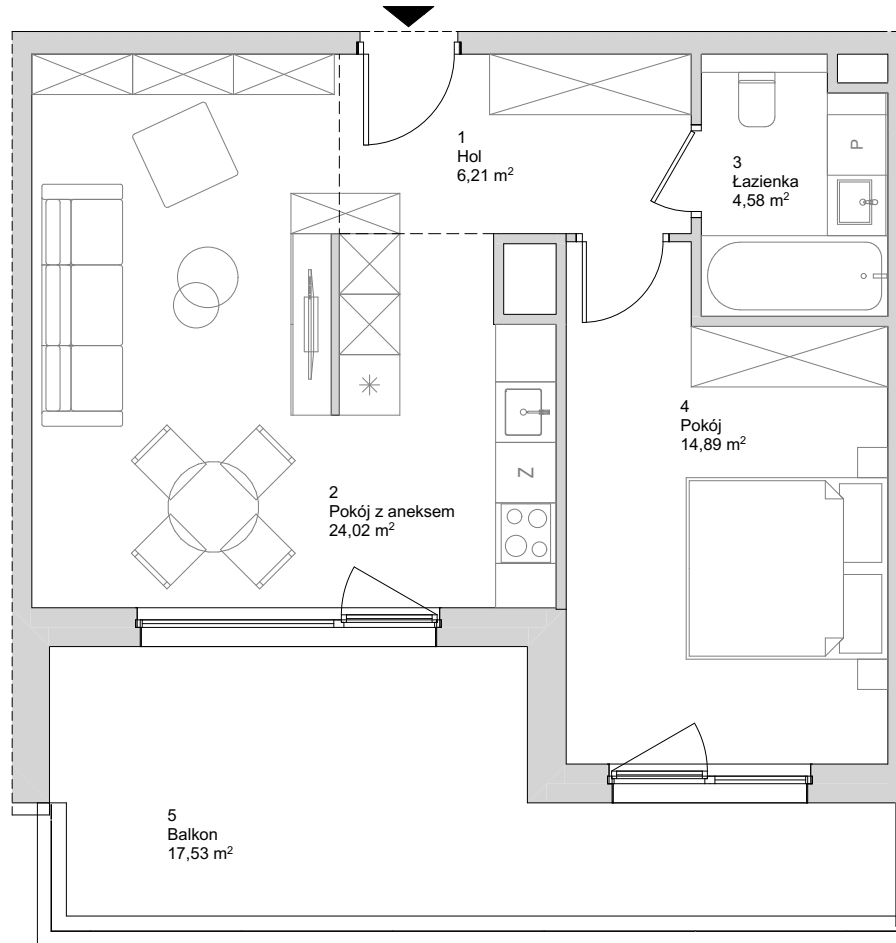 1
Hol
6,21 m²
3
Łazienka
4,58 m²
P
4
Pokój
14,89 m²
2
Pokój z aneksem
24,02 m²
Z
5
Balkon
17,53 m²